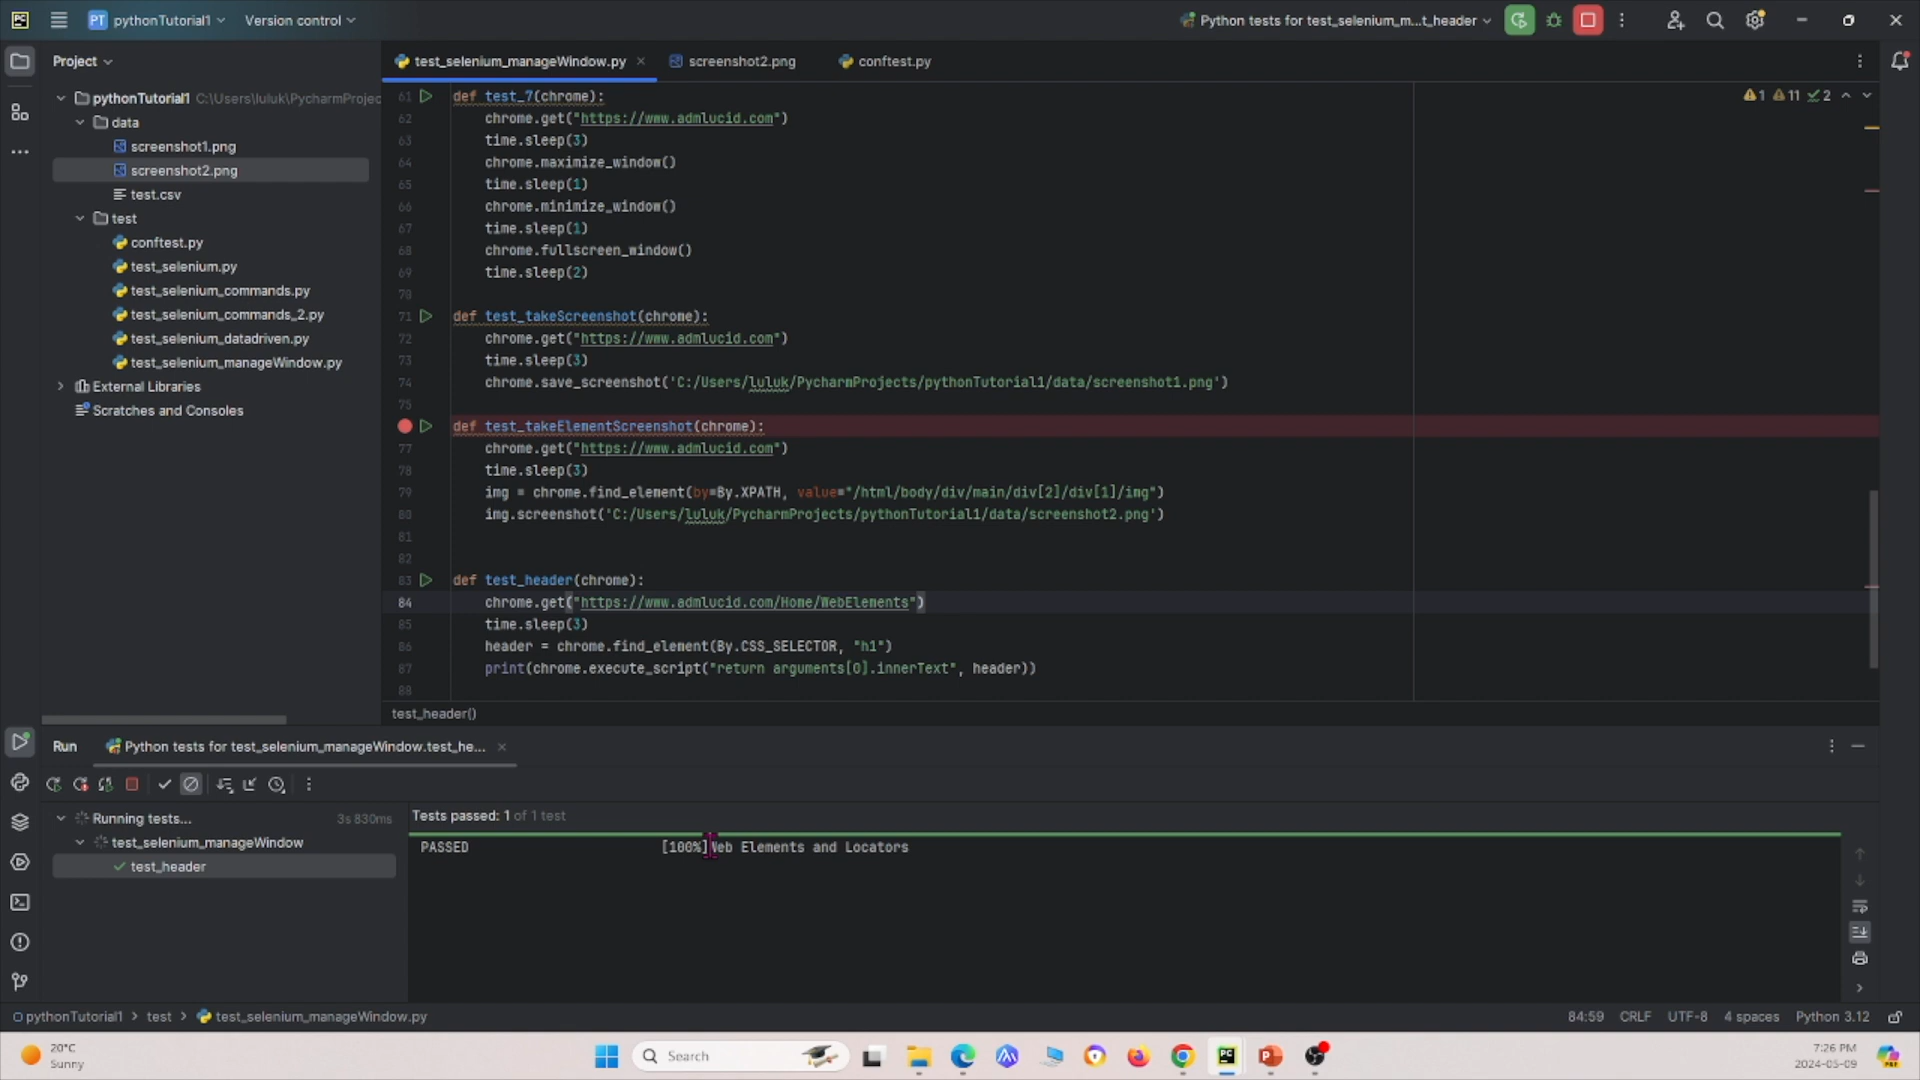 PC
PT pythonTutorial1
Version control
Python tests for test_selenium_m...t_header
Project
test_selenium_manageWindow.py
screenshot2.png
conftest.py
pythonTutorial1 C:\Users\luluk\PycharmProjec
data
screenshot1.png
screenshot2.png
test.csv
test
conftest.py
test_selenium.py
test_selenium_commands.py
test_selenium_commands_2.py
test_selenium_datadriven.py
test_selenium_manageWindow.py
External Libraries
Scratches and Consoles
1 11 2
61 def test_7(chrome):
62 chrome.get("https://www.admlucid.com")
63 time.sleep(3)
64 chrome.maximize_window()
65 time.sleep(1)
66 chrome.minimize_window()
67 time.sleep(1)
68 chrome.fullscreen_window()
69 time.sleep(2)
70
71 def test_takeScreenshot(chrome):
72 chrome.get("https://www.admlucid.com")
73 time.sleep(3)
74 chrome.save_screenshot('C:/Users/luluk/PycharmProjects/pythonTutorial1/data/screenshot1.png')
75
def test_takeElementScreenshot(chrome):
77 chrome.get("https://www.admlucid.com")
78 time.sleep(3)
79 img = chrome.find_element(by=By.XPATH, value="/html/body/div/main/div[2]/div[1]/img")
80 img.screenshot('C:/Users/luluk/PycharmProjects/pythonTutorial1/data/screenshot2.png')
81
82
83 def test_header(chrome):
84 chrome.get("https://www.admlucid.com/Home/WebElements")
85 time.sleep(3)
86 header = chrome.find_element(By.CSS_SELECTOR, "h1")
87 print(chrome.execute_script("return arguments[0].innerText", header))
88
test_header()
Run
Python tests for test_selenium_manageWindow.test_he...
Running tests... 3s 830ms
test_selenium_manageWindow
test_header
Tests passed: 1 of 1 test
PASSED [100%]Web Elements and Locators
pythonTutorial1 > test > test_selenium_manageWindow.py
84:59 CRLF UTF-8 4 spaces Python 3.12
20°C
Sunny
Search
7:26 PM
2024-05-09